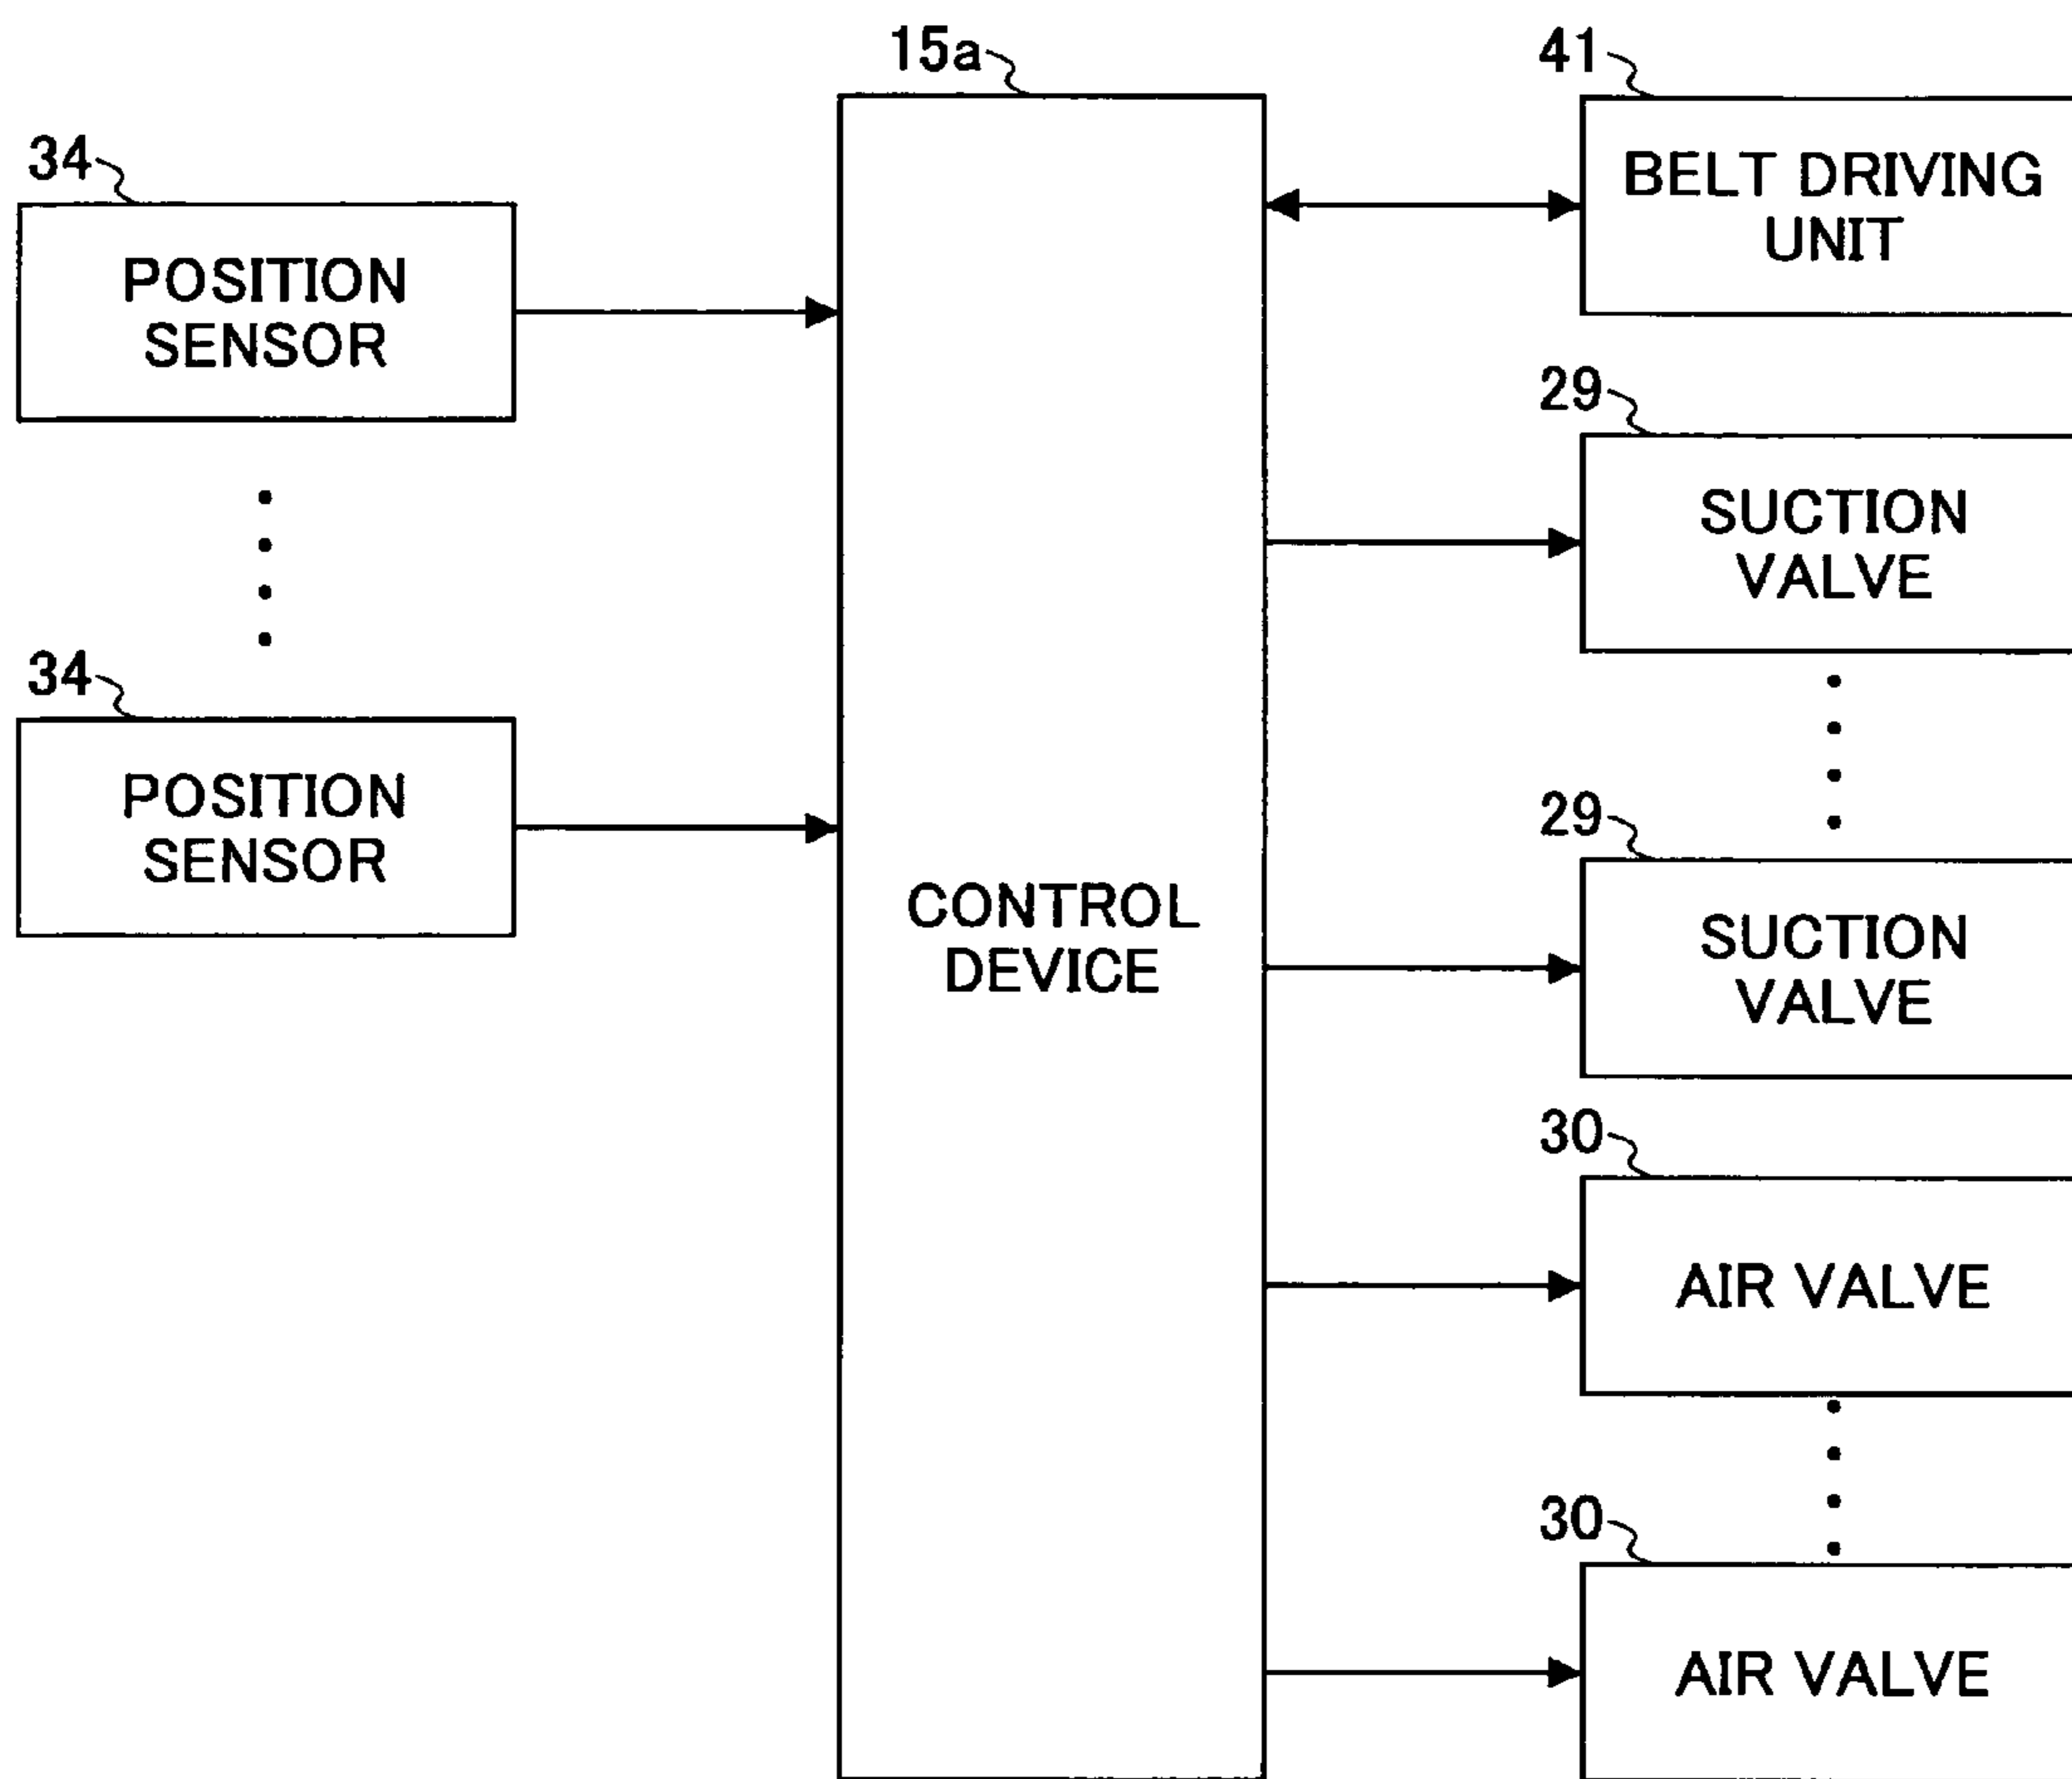 15a
34
POSITION
SENSOR
34
POSITION
SENSOR
CONTROL
DEVICE
41
BELT DRIVING
UNIT
29
SUCTION
VALVE
29
SUCTION
VALVE
30
AIR VALVE
30
AIR VALVE